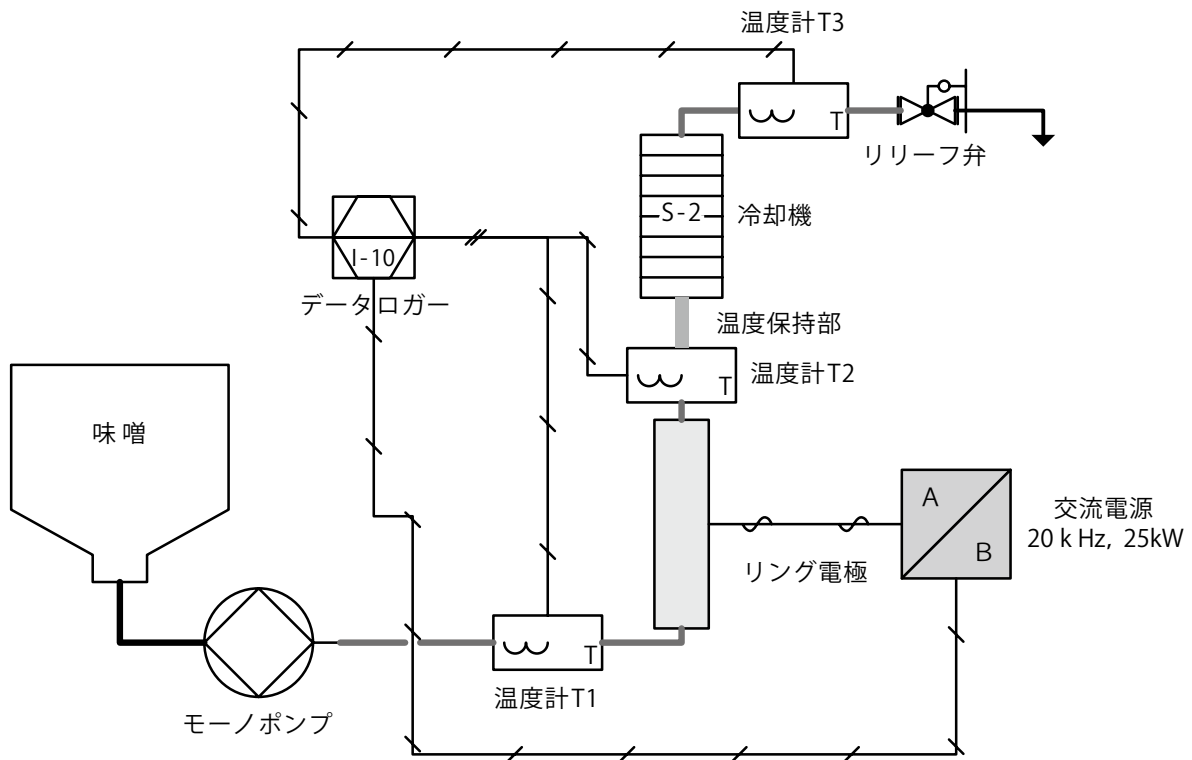 温度計T3
T
リリーフ弁
S-2
冷却機
I-10
データロガー
温度保持部
T
温度計T2
味噌
A
B
交流電源
20 k Hz, 25kW
リング電極
T
温度計T1
モーノポンプ